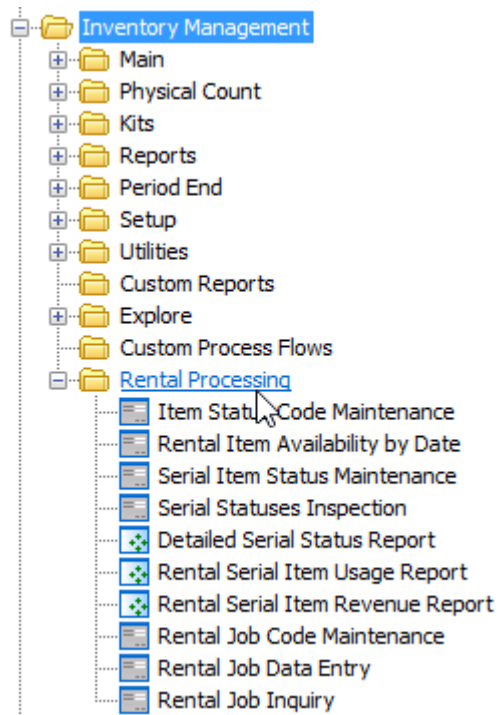 Inventory Management
Main
Physical Count
Kits
Reports
Period End
Setup
Utilities
Custom Reports
Explore
Custom Process Flows
Rental Processing
Item Status Code Maintenance
Rental Item Availability by Date
Serial Item Status Maintenance
Serial Statuses Inspection
Detailed Serial Status Report
Rental Serial Item Usage Report
Rental Serial Item Revenue Report
Rental Job Code Maintenance
Rental Job Data Entry
Rental Job Inquiry